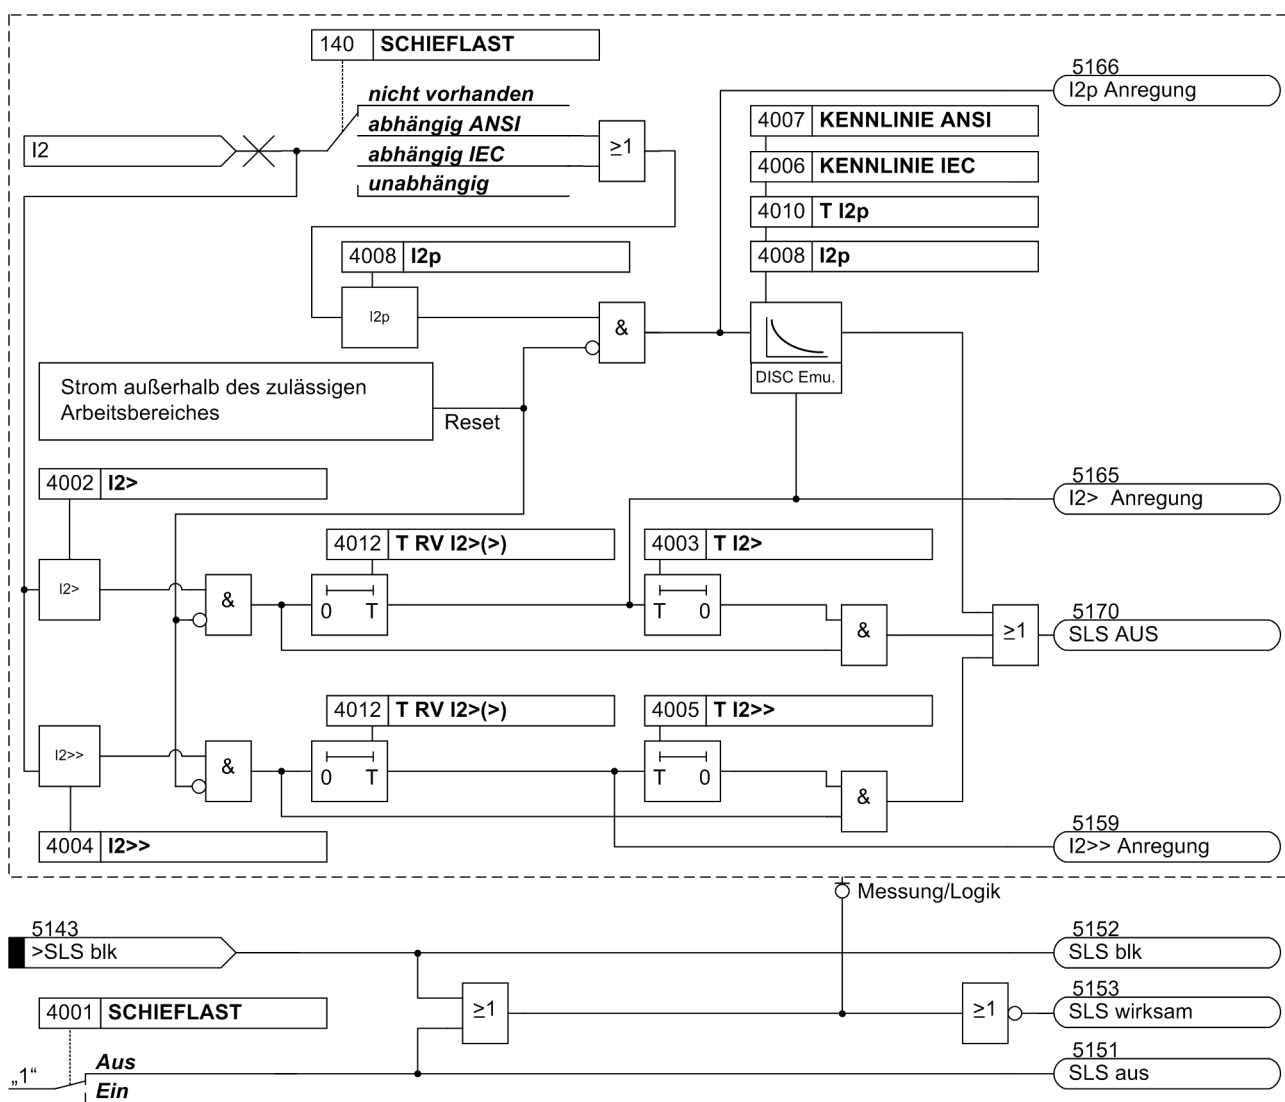 140 SCHIEFLAST
5166
I2p Anregung
nicht vorhanden
abhängig ANSI
abhängig IEC
unabhängig
I2
≥1
4007 KENNLINIE ANSI
4006 KENNLINIE IEC
4010 T I2p
4008 I2p
4008 I2p
I2p
&
DISC Emu.
Strom außerhalb des zulässigen
Arbeitsbereiches
Reset
4002 I2>
5165
I2> Anregung
4012 T RV I2>(>)
4003 T I2>
I2>
&
0 T
T 0
&
≥1
5170
SLS AUS
4012 T RV I2>(>)
4005 T I2>>
I2>>
&
0 T
T 0
&
4004 I2>>
5159
I2>> Anregung
Messung/Logik
5143
>SLS blk
5152
SLS blk
4001 SCHIEFLAST
≥1
≥1
5153
SLS wirksam
„1“
Aus
Ein
5151
SLS aus